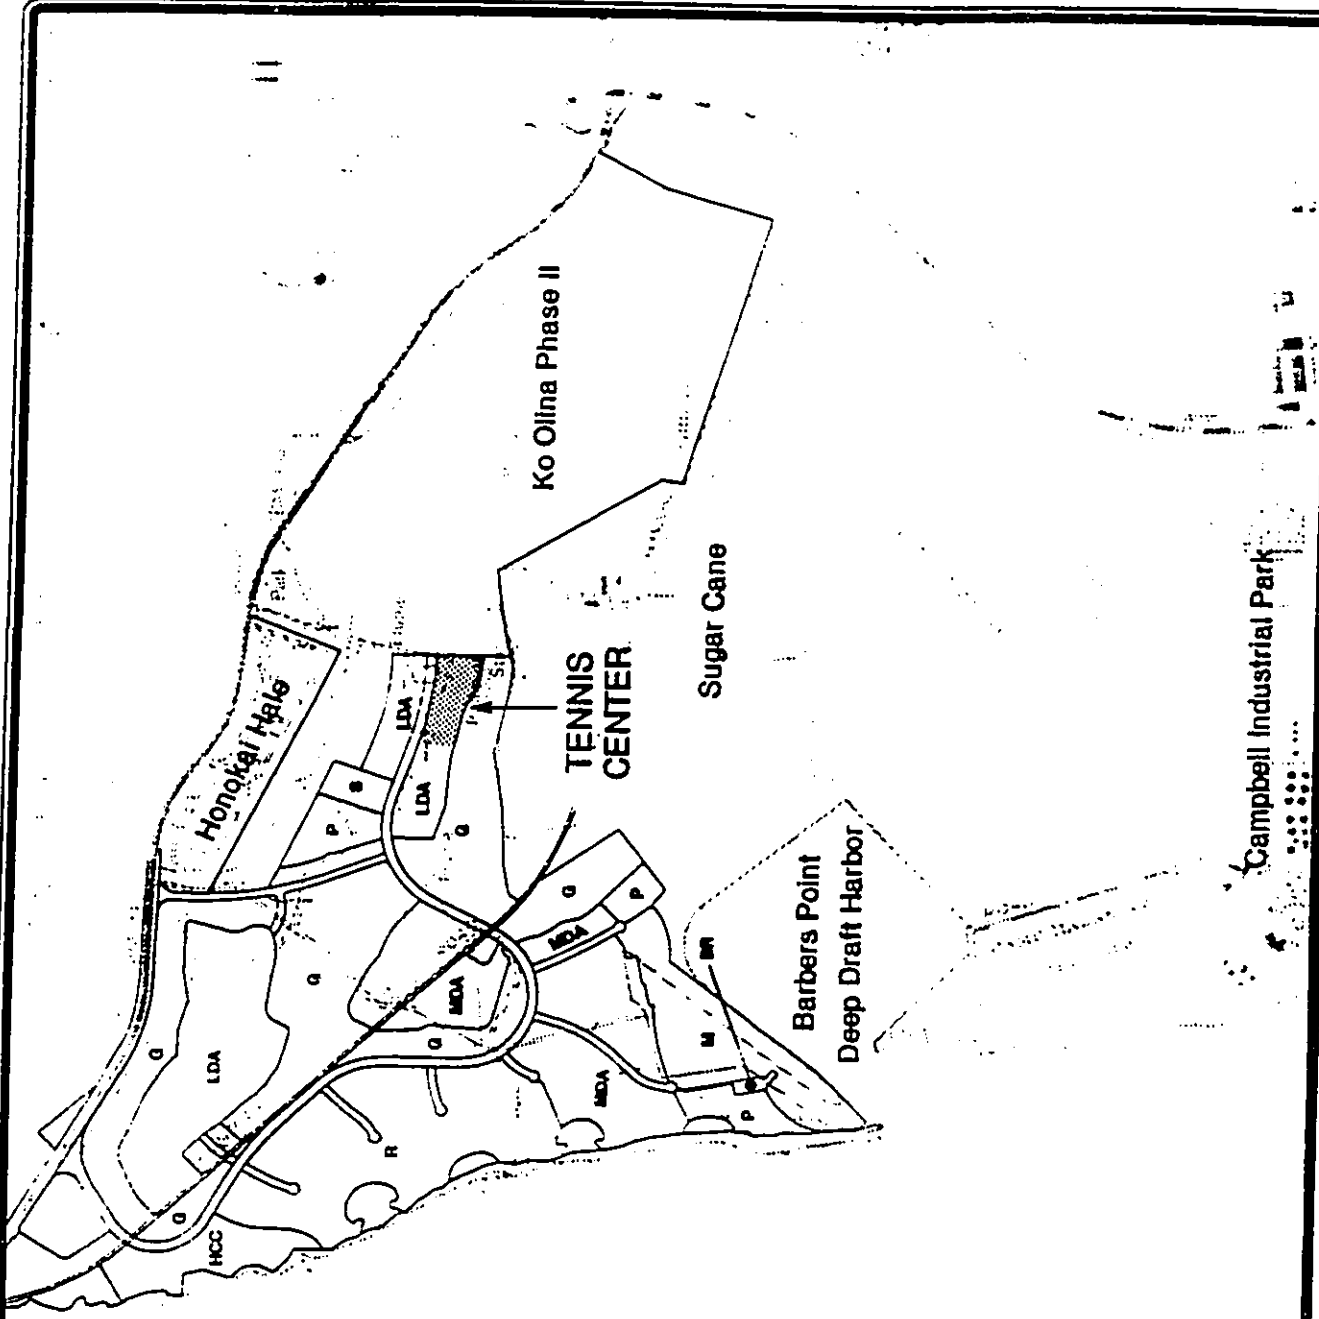 Honokai Hale
Ko Olina Phase II
TENNIS
CENTER
Sugar Cane
Campbell Industrial Park
Barbers Point
Deep Draft Harbor
LDA
LDA
S
P
G
G
P
MDA
BR
G
MDA
G
G
LDA
M
MDA
P
R
G
HCC